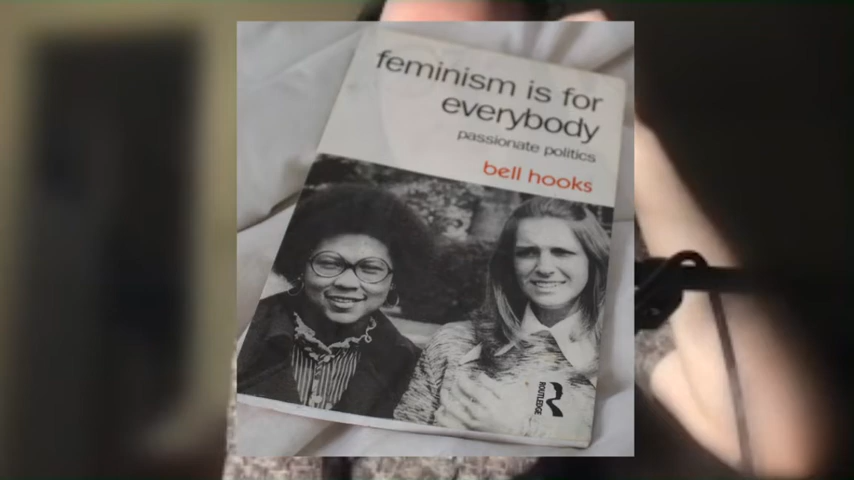 feminism is for
everybody
passionate politics
bell hooks
ROUTLEDGE